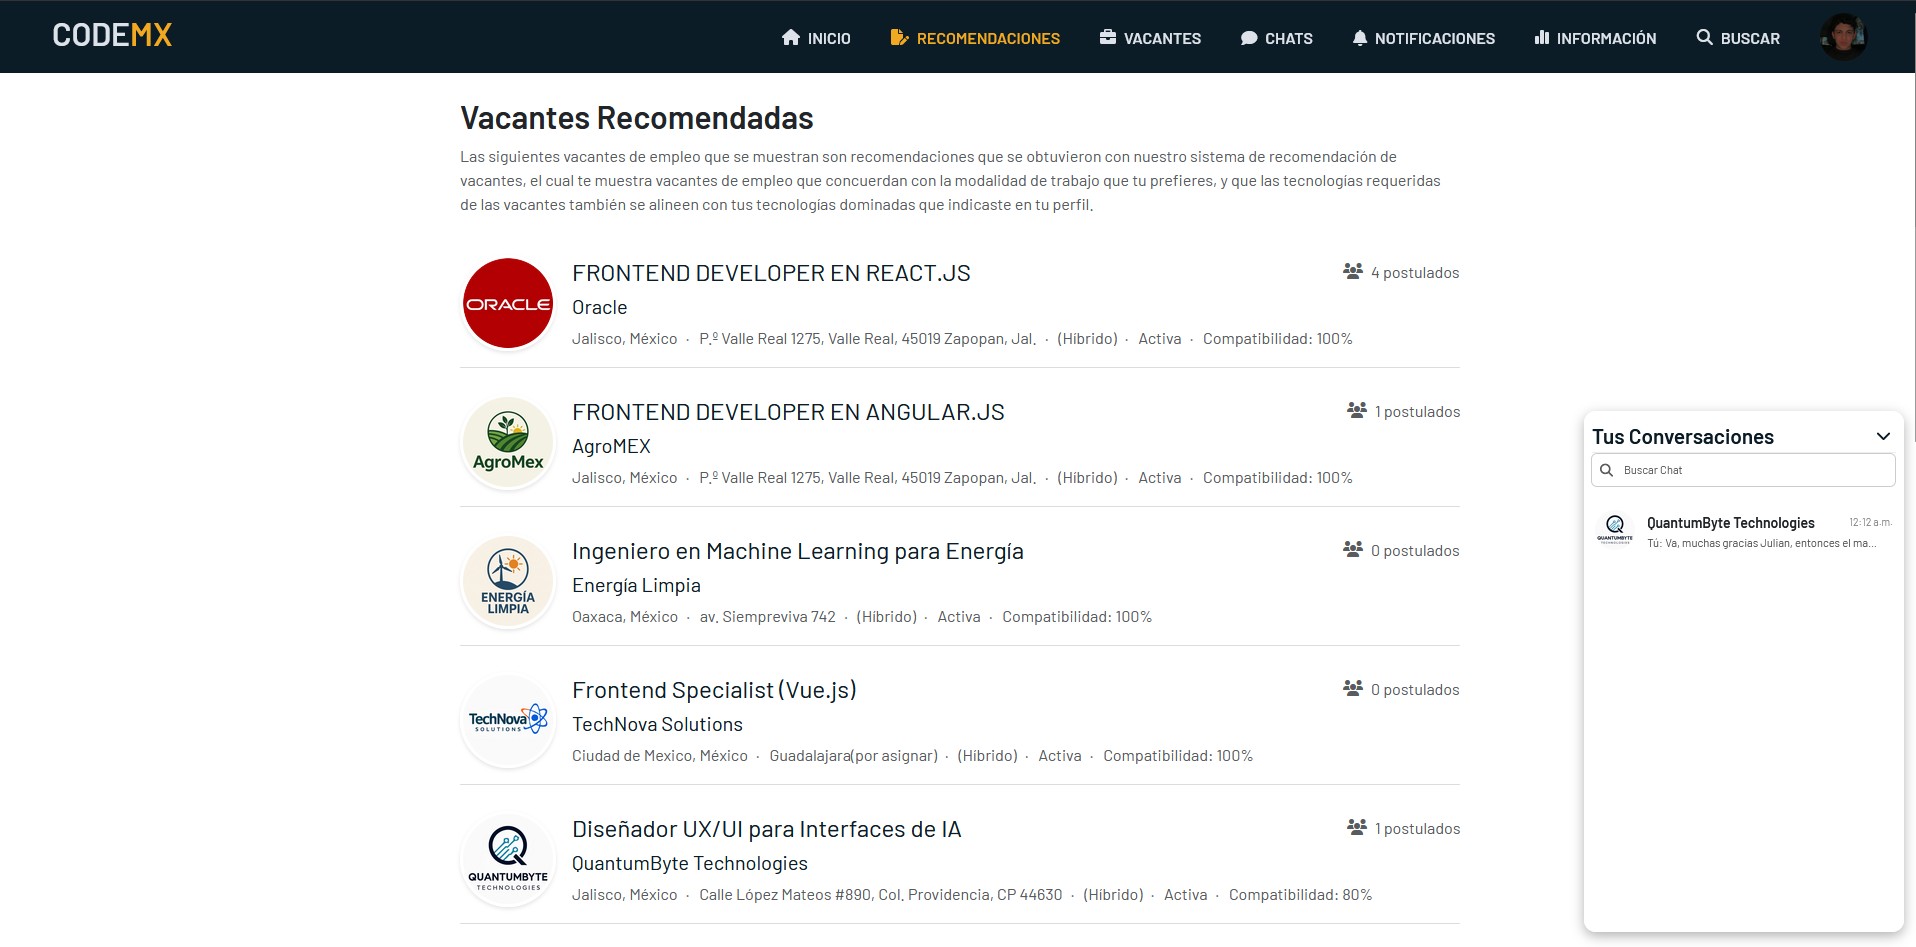 CODEMX
INICIO
RECOMENDACIONES
VACANTES
CHATS
NOTIFICACIONES
INFORMACIÓN
BUSCAR
Vacantes Recomendadas
Las siguientes vacantes de empleo que se muestran son recomendaciones que se obtuvieron con nuestro sistema de recomendación de
vacantes, el cual te muestra vacantes de empleo que concuerdan con la modalidad de trabajo que tu prefieres, y que las tecnologías requeridas
de las vacantes también se alineen con tus tecnologías dominadas que indicaste en tu perfil.
ORACLE
FRONTEND DEVELOPER EN REACT.JS
4 postulados
Oracle
Jalisco, México · P.º Valle Real 1275, Valle Real, 45019 Zapopan, Jal. · (Híbrido) · Activa · Compatibilidad: 100%
AgroMex
FRONTEND DEVELOPER EN ANGULAR.JS
1 postulados
AgroMEX
Jalisco, México · P.º Valle Real 1275, Valle Real, 45019 Zapopan, Jal. · (Híbrido) · Activa · Compatibilidad: 100%
ENERGÍA
LIMPIA
Ingeniero en Machine Learning para Energía
0 postulados
Energía Limpia
Oaxaca, México · av. Siempreviva 742 · (Híbrido) · Activa · Compatibilidad: 100%
TechNova
SOLUTIONS
Frontend Specialist (Vue.js)
0 postulados
TechNova Solutions
Ciudad de Mexico, México · Guadalajara(por asignar) · (Híbrido) · Activa · Compatibilidad: 100%
QUANTUMBYTE
TECHNOLOGIES
Diseñador UX/UI para Interfaces de IA
1 postulados
QuantumByte Technologies
Jalisco, México · Calle López Mateos #890, Col. Providencia, CP 44630 · (Híbrido) · Activa · Compatibilidad: 80%
Tus Conversaciones
Buscar Chat
QUANTUMBYTE
TECHNOLOGIES
QuantumByte Technologies
12:12 a.m.
Tú: Va, muchas gracias Julian, entonces el ma...